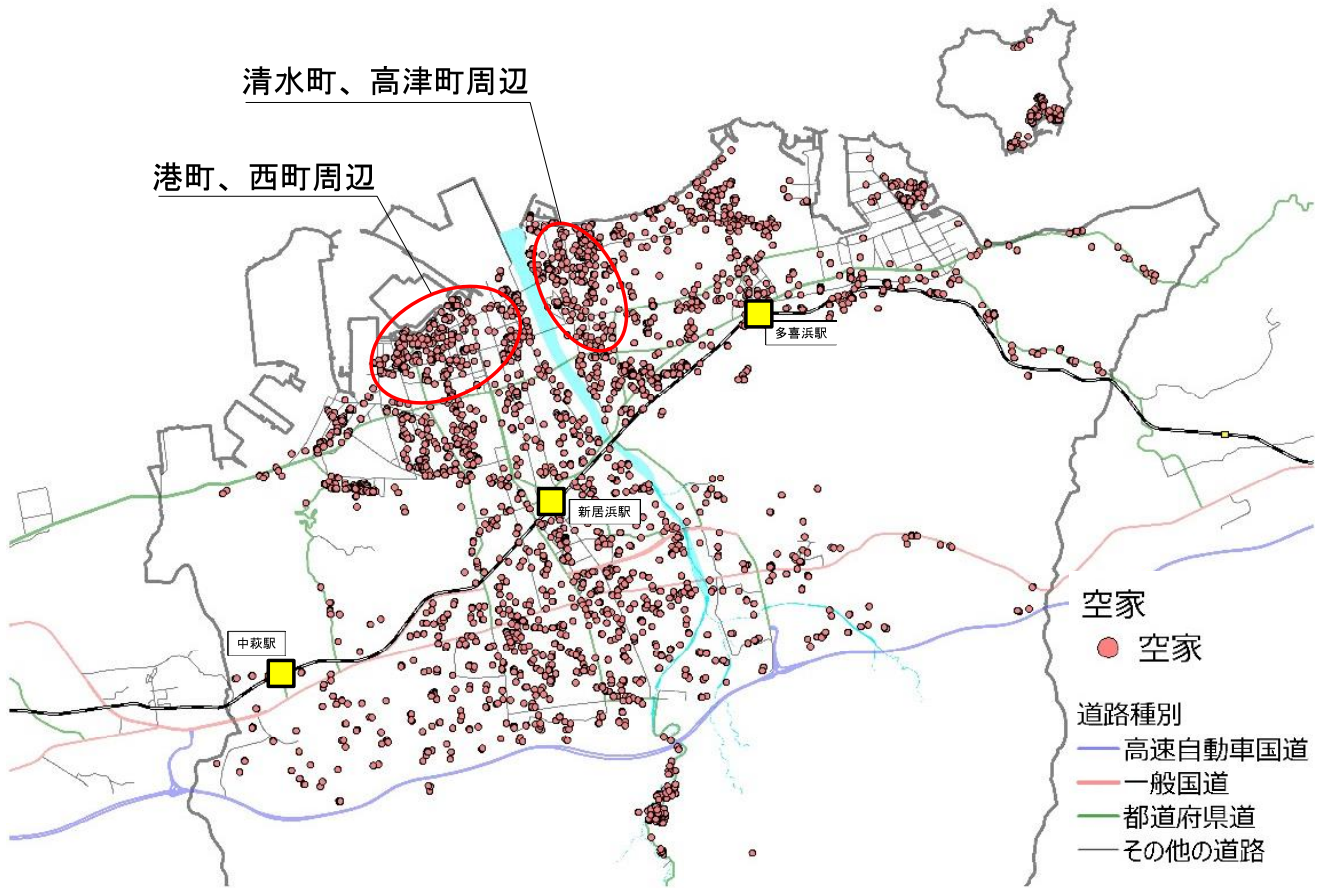 清水町、高津町周辺
港町、西町周辺
多喜浜駅
新居浜駅
中萩駅
空家
空家
道路種別
高速自動車国道
一般国道
都道府県道
その他の道路